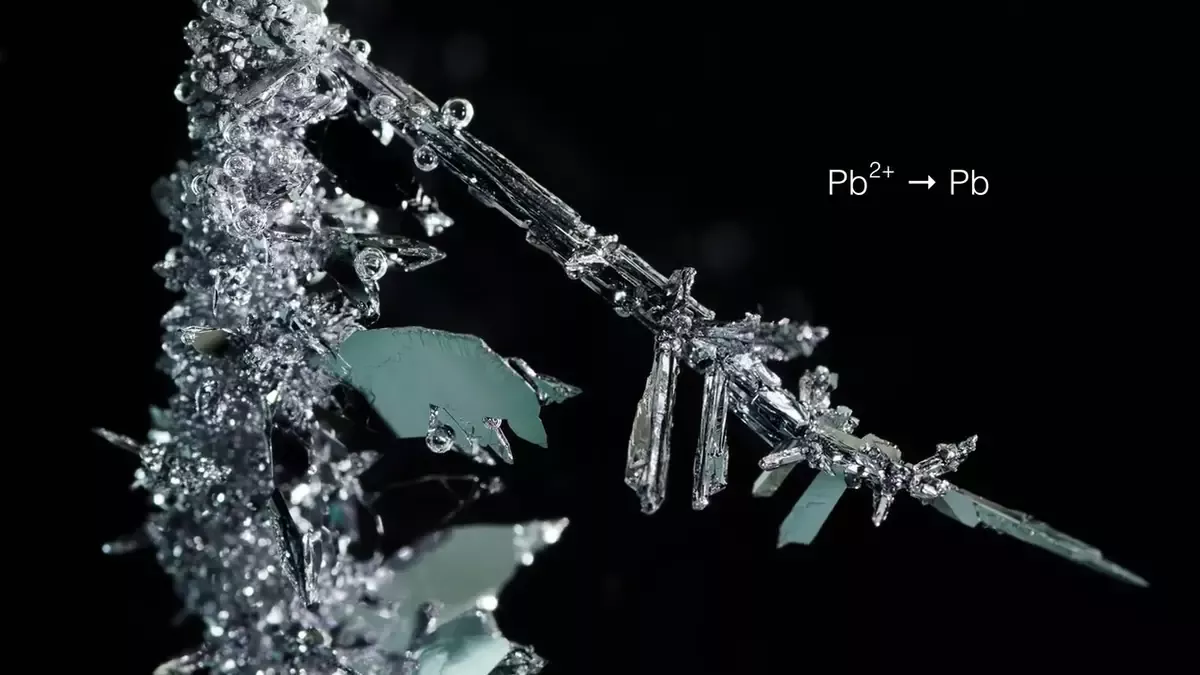 Pb²⁺ → Pb